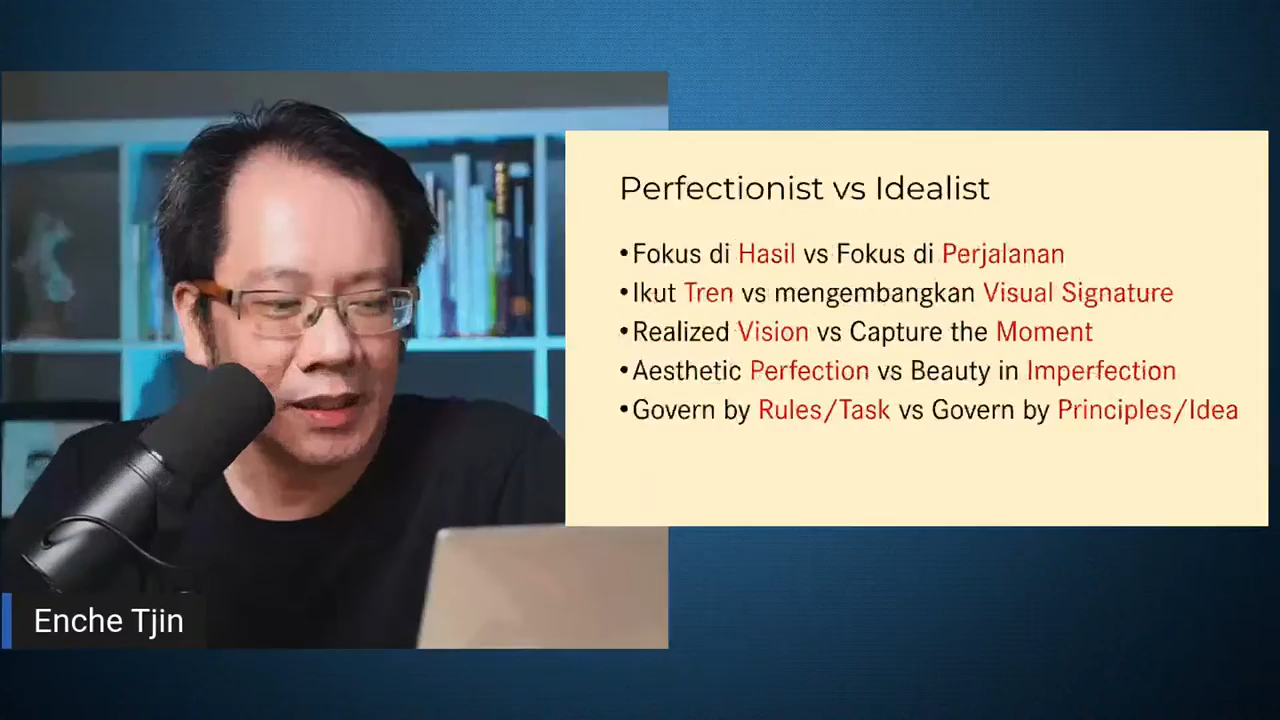 Perfectionist vs Idealist
•Fokus di Hasil vs Fokus di Perjalanan
•Ikut Tren vs mengembangkan Visual Signature
•Realized Vision vs Capture the Moment
•Aesthetic Perfection vs Beauty in Imperfection
•Govern by Rules/Task vs Govern by Principles/Idea
Enche Tjin